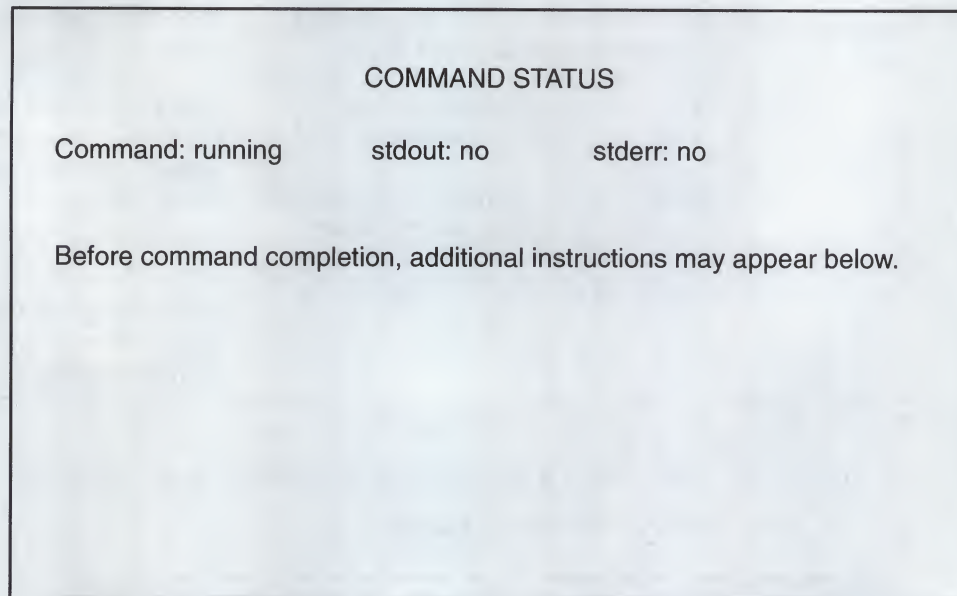 COMMAND STATUS
Command: running stdout: no stderr: no
Before command completion, additional instructions may appear below.